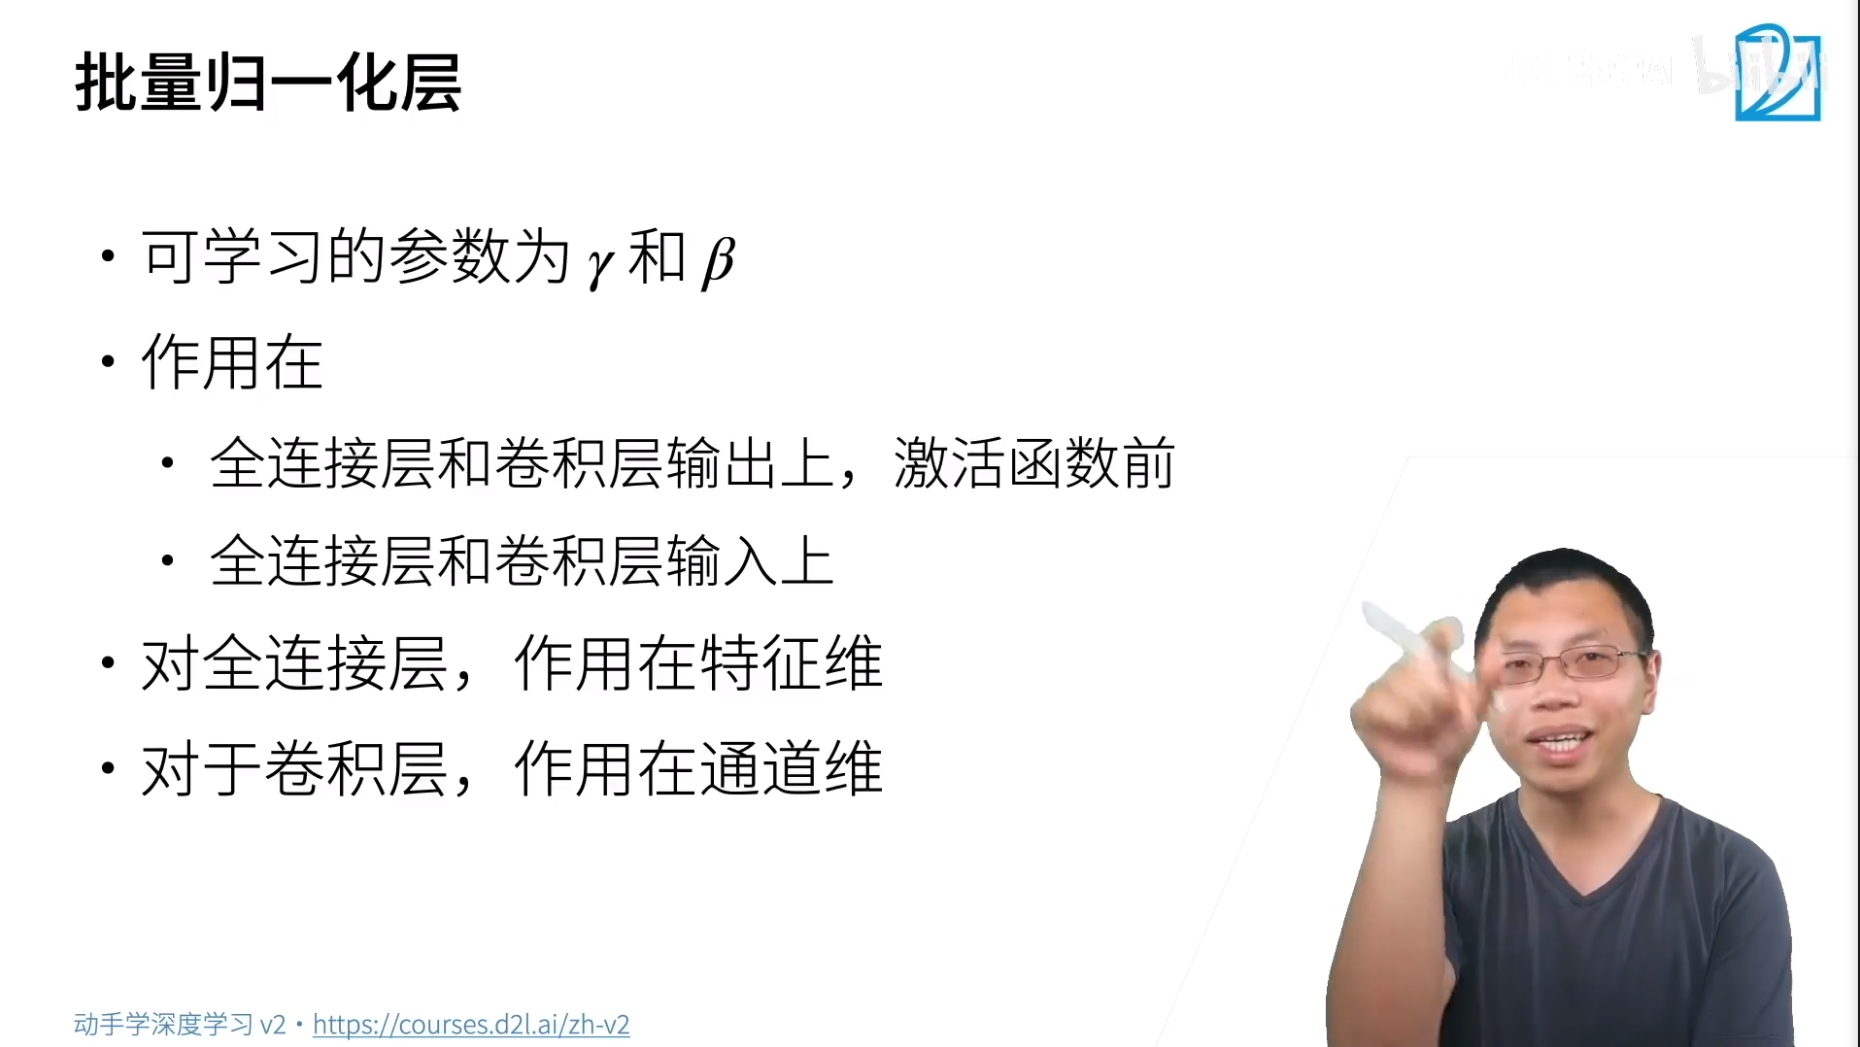 批量归一化层
bilibili
• 可学习的参数为 γ 和 β
• 作用在
• 全连接层和卷积层输出上，激活函数前
• 全连接层和卷积层输入上
• 对全连接层，作用在特征维
• 对于卷积层，作用在通道维
动手学深度学习 v2 • https://courses.d2l.ai/zh-v2